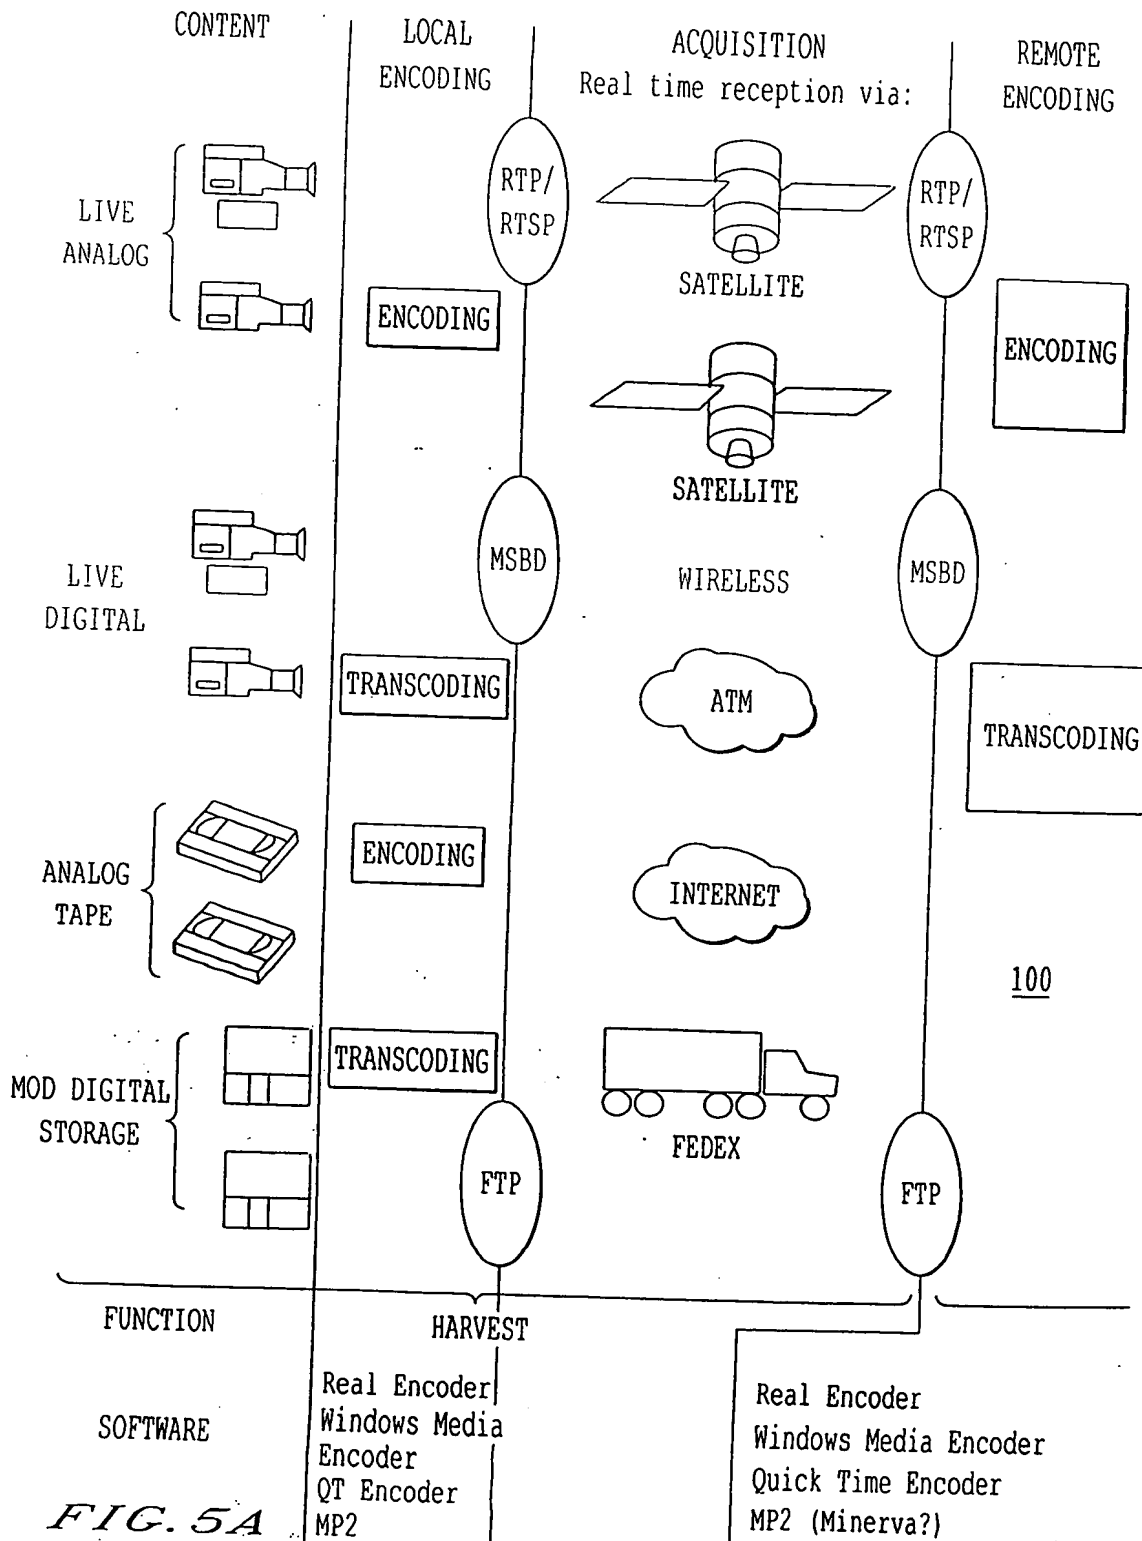 CONTENT
LOCAL
ENCODING
ACQUISITION
Real time reception via:
REMOTE
ENCODING
LIVE
ANALOG
RTP/
RTSP
SATELLITE
RTP/
RTSP
ENCODING
ENCODING
SATELLITE
LIVE
DIGITAL
MSBD
WIRELESS
MSBD
TRANSCODING
ATM
TRANSCODING
ANALOG
TAPE
ENCODING
INTERNET
100
MOD DIGITAL
STORAGE
TRANSCODING
FEDEX
FTP
FTP
FUNCTION
HARVEST
SOFTWARE
Real Encoder
Windows Media
Encoder
QT Encoder
MP2
Real Encoder
Windows Media Encoder
Quick Time Encoder
MP2 (Minerva?)
FIG. 5A